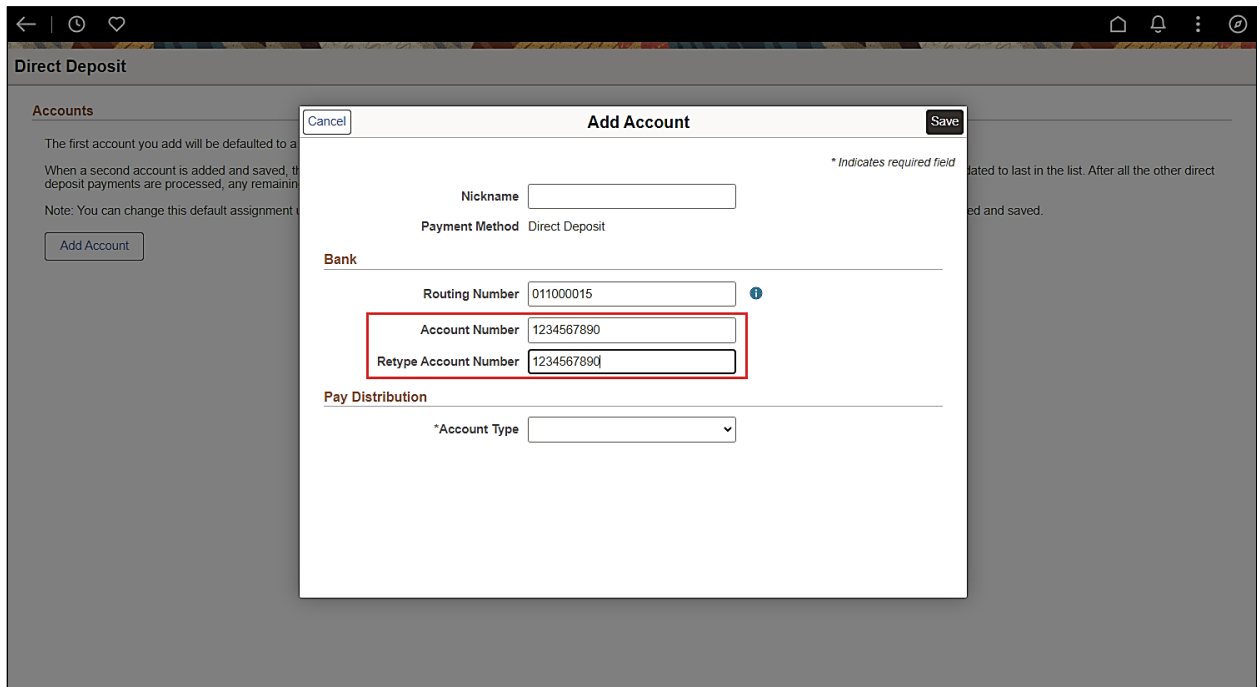 Direct Deposit
Accounts
The first account you add will be defaulted to a
When a second account is added and saved, th
dated to last in the list. After all the other direct
deposit payments are processed, any remainin
Note: You can change this default assignment u
ed and saved.
Add Account
Cancel
Add Account
Save
* Indicates required field
Nickname
Payment Method Direct Deposit
Bank
Routing Number 011000015
Account Number 1234567890
Retype Account Number 1234567890
Pay Distribution
*Account Type